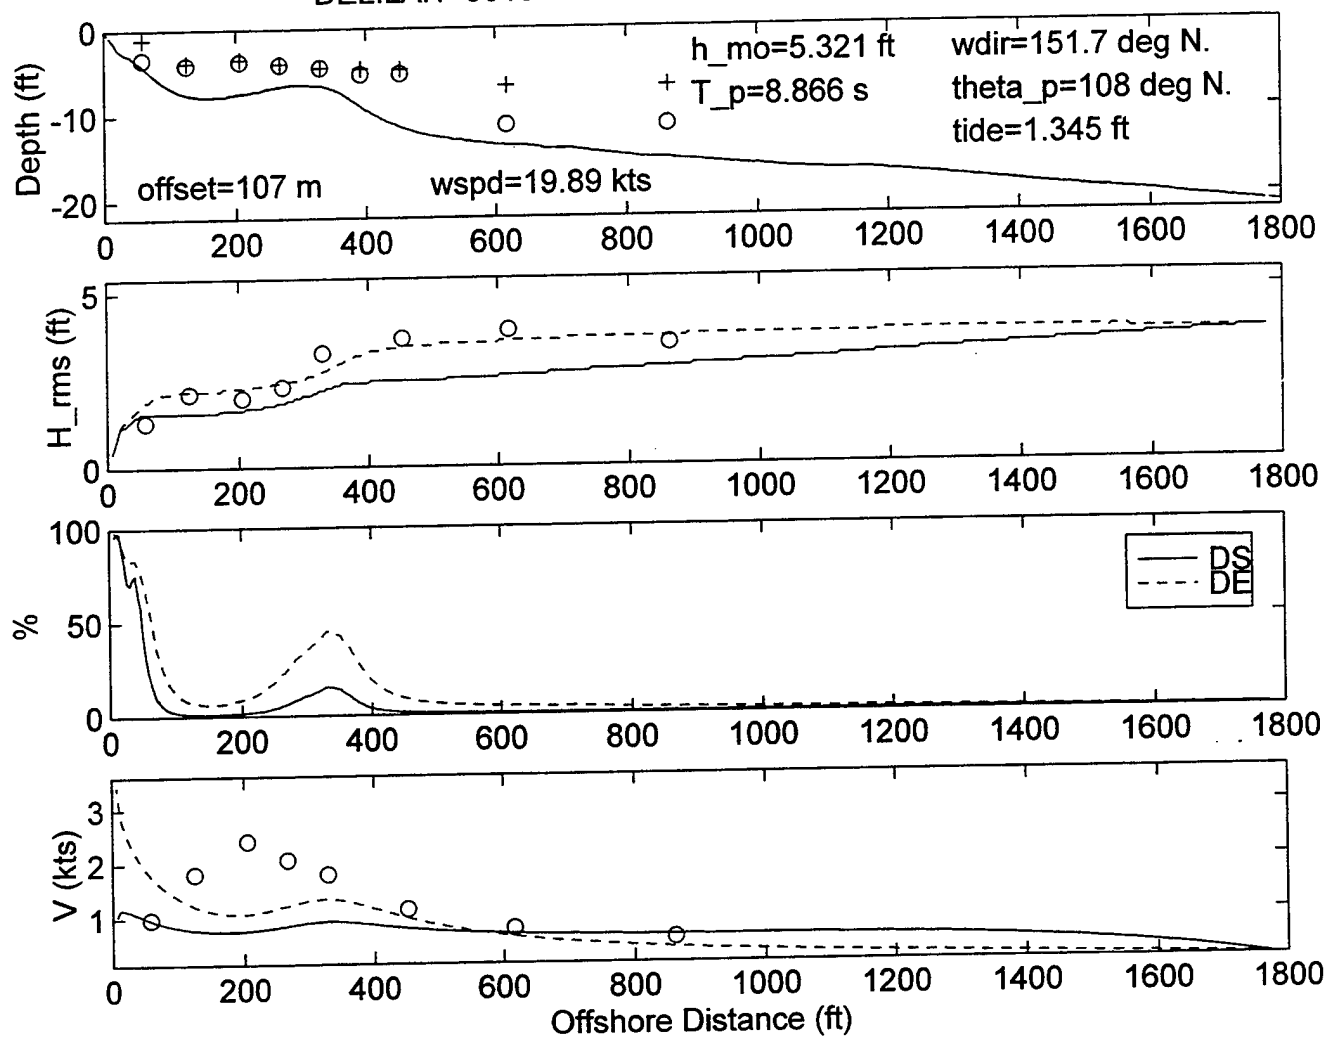 0
-10
-20
Depth (ft)
h_mo=5.321 ft
wdir=151.7 deg N.
T_p=8.866 s
theta_p=108 deg N.
tide=1.345 ft
offset=107 m
wspd=19.89 kts
0 200 400 600 800 1000 1200 1400 1600 1800
5
0
H_rms (ft)
0 200 400 600 800 1000 1200 1400 1600 1800
100
50
0
%
DS
DE
0 200 400 600 800 1000 1200 1400 1600 1800
3
2
1
V (kts)
0 200 400 600 800 1000 1200 1400 1600 1800
Offshore Distance (ft)